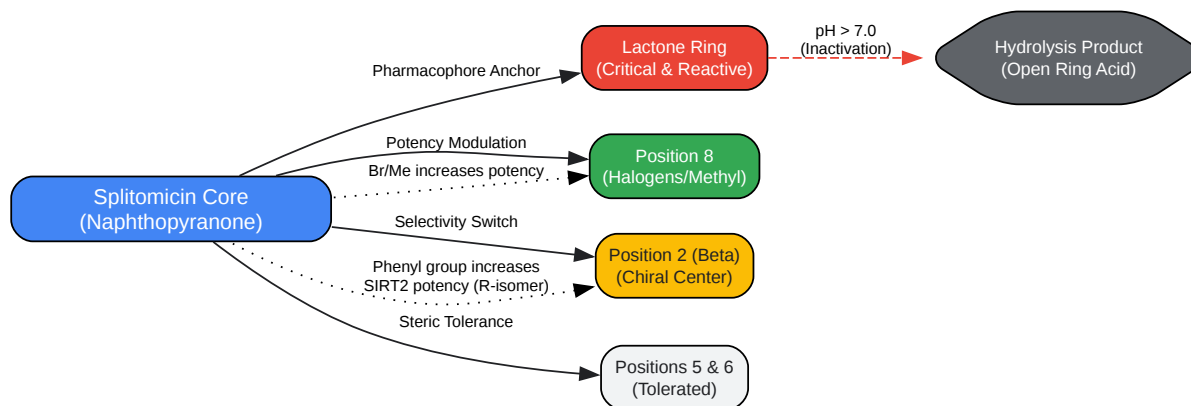 Splitomicin Core
(Naphthopyranone)
Pharmacophore Anchor
Lactone Ring
(Critical & Reactive)
pH > 7.0
(Inactivation)
Hydrolysis Product
(Open Ring Acid)
Potency Modulation
Br/Me increases potency
Position 8
(Halogens/Methyl)
Selectivity Switch
Phenyl group increases
SIRT2 potency (R-isomer)
Position 2 (Beta)
(Chiral Center)
Steric Tolerance
Positions 5 & 6
(Tolerated)